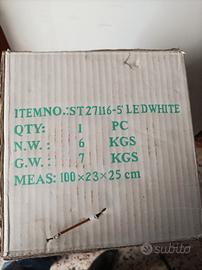 ITEMNO.:ST27116-5' LEDWHITE
QTY: 1 PC
N.W.: 6 KGS
G.W.: 7 KGS
MEAS: 100×23×25 cm
subito